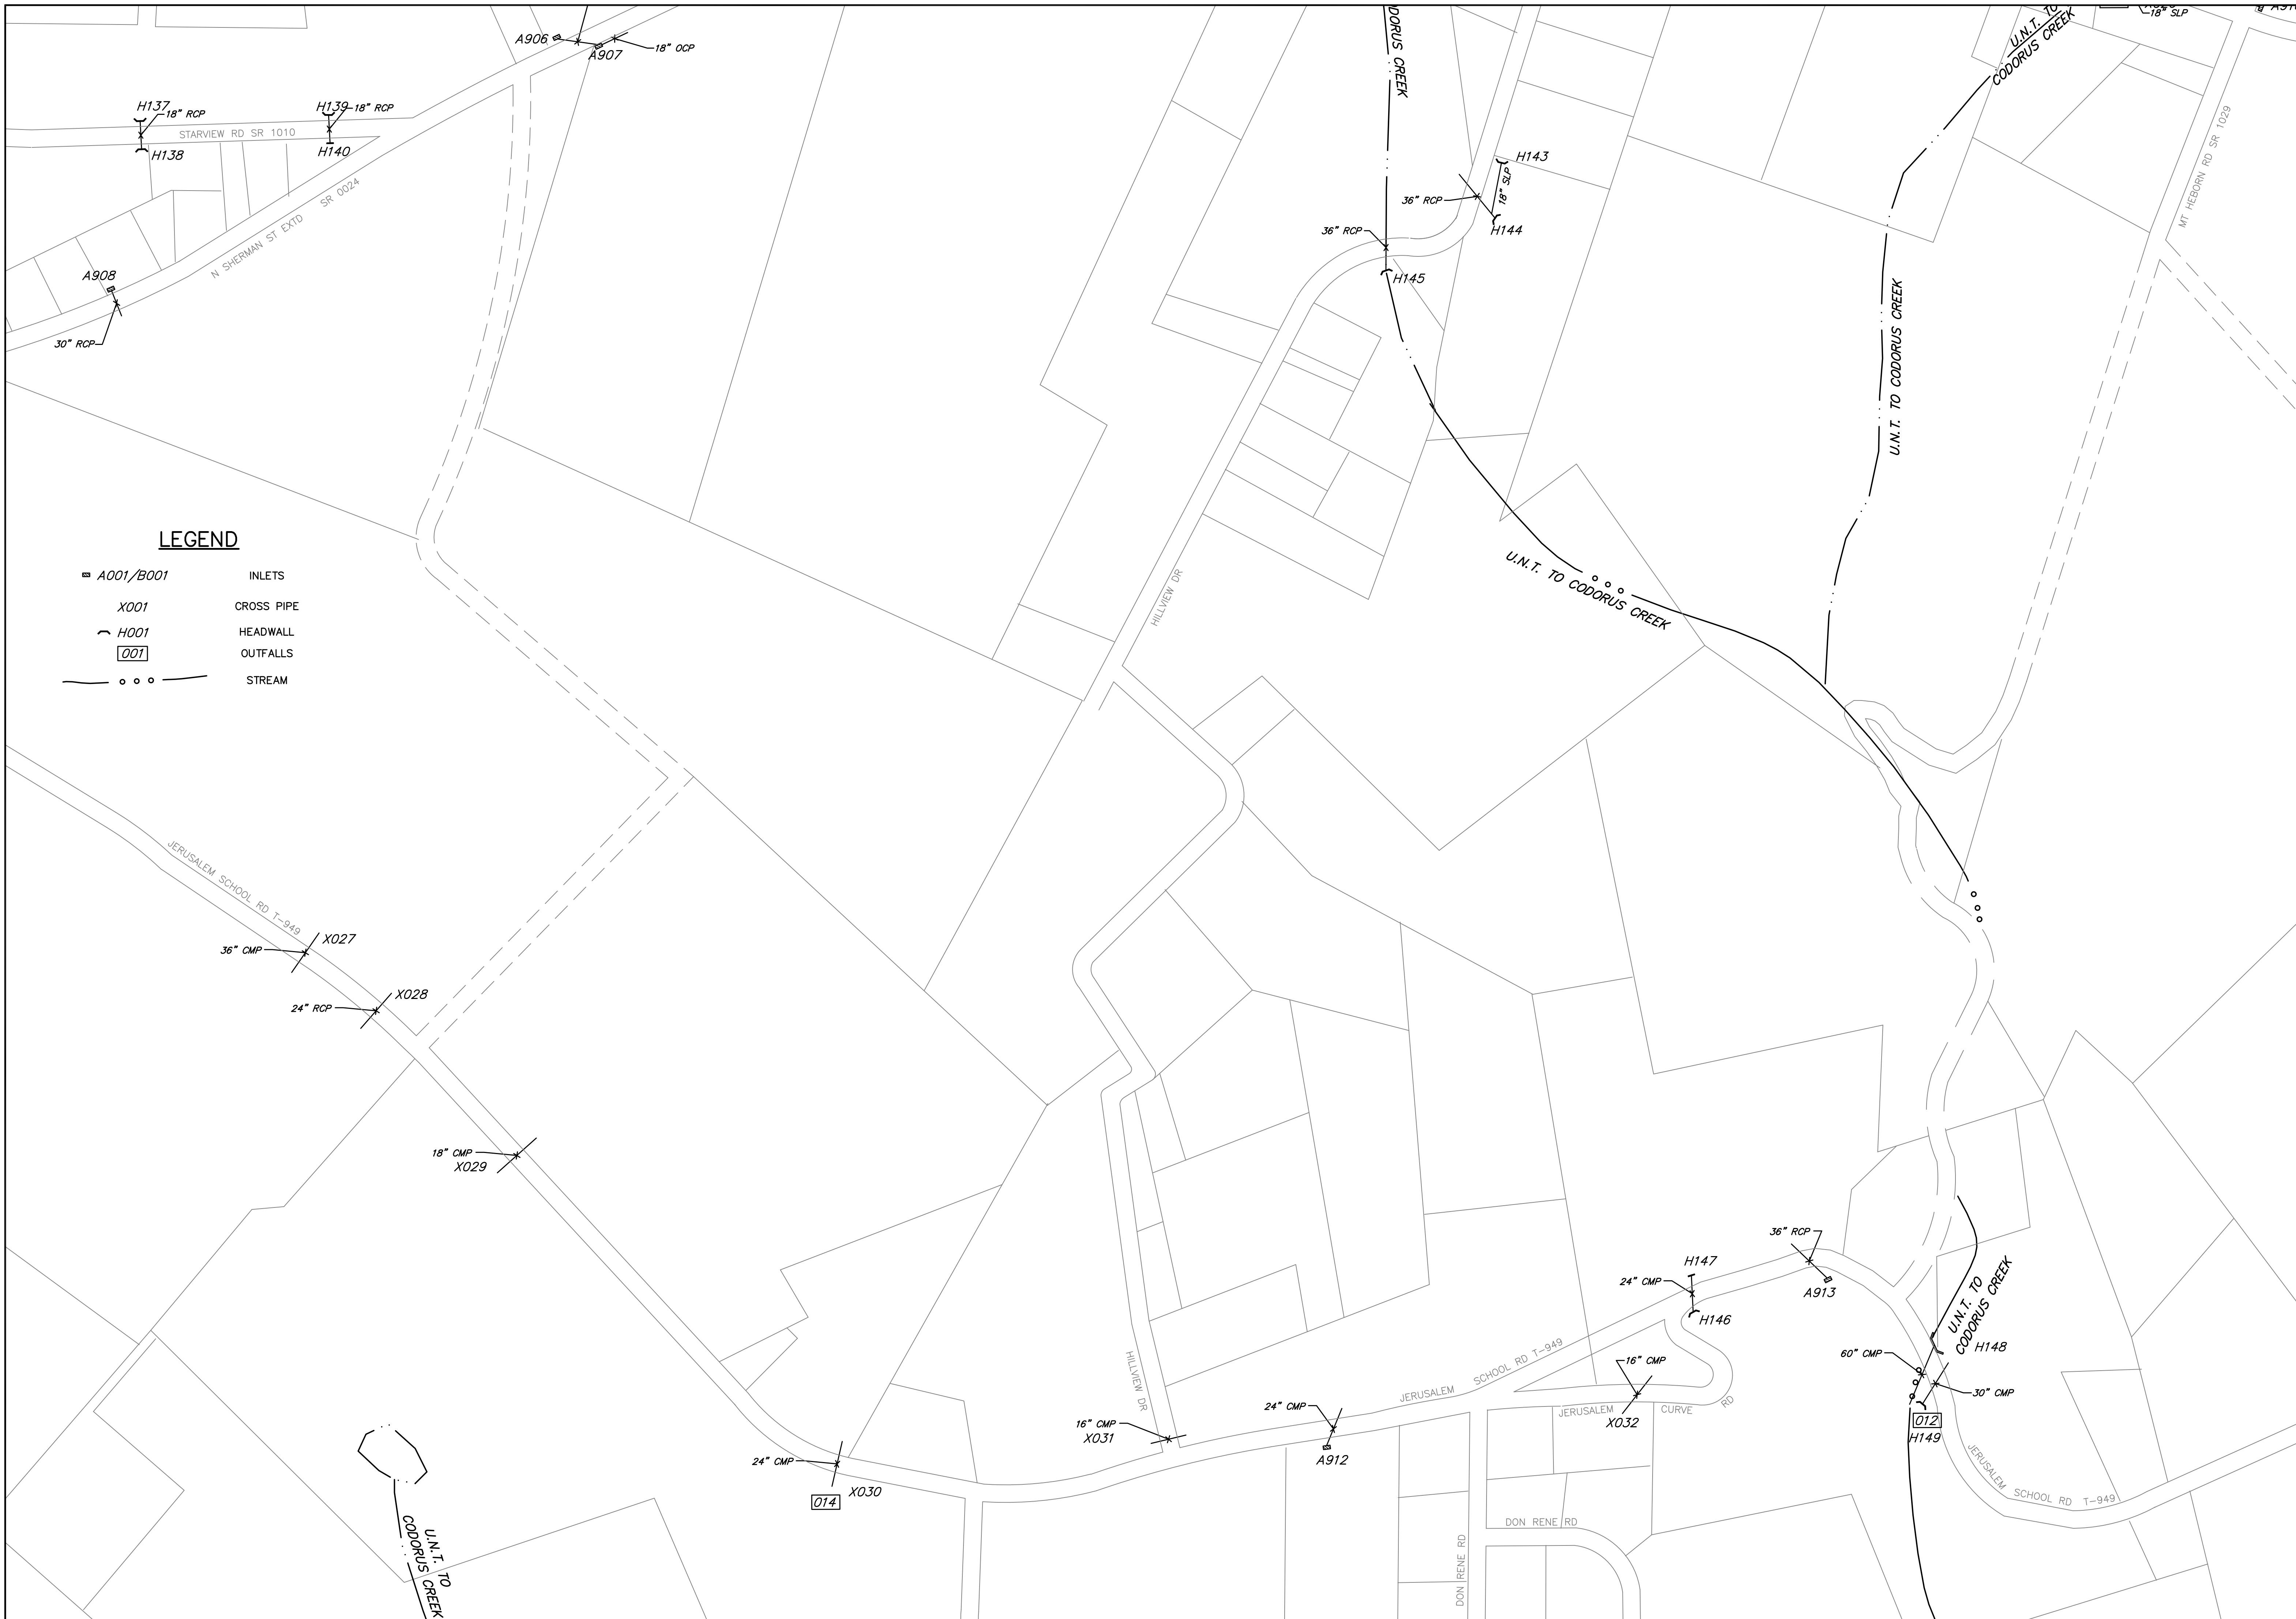 A906
A907
18" OCP
H137
18" RCP
H139
18" RCP
STARVIEW RD SR 1010
H138
H140
N SHERMAN ST EXTD
SR 0024
A908
30" RCP
ODORUS CREEK
H143
18" SLP
36" RCP
H144
36" RCP
H145
U.N.T. TO
CODORUS CREEK
18" SLP
MT HEBORN RD SR 1029
U.N.T. TO CODORUS CREEK
U.N.T. TO CODORUS CREEK
HILLVIEW DR
LEGEND
A001/B001 INLETS
X001 CROSS PIPE
H001 HEADWALL
001 OUTFALLS
STREAM
JERUSALEM SCHOOL RD T-949
36" CMP
X027
24" RCP
X028
18" CMP
X029
24" CMP
X030
014
U.N.T. TO
CODORUS CREEK
HILLVIEW DR
16" CMP
X031
24" CMP
A912
JERUSALEM SCHOOL RD T-949
H147
24" CMP
H146
36" RCP
A913
16" CMP
X032
JERUSALEM CURVE RD
U.N.T. TO
CODORUS CREEK
H148
60" CMP
30" CMP
012
H149
JERUSALEM SCHOOL RD T-949
DON RENE RD
DON RENE RD